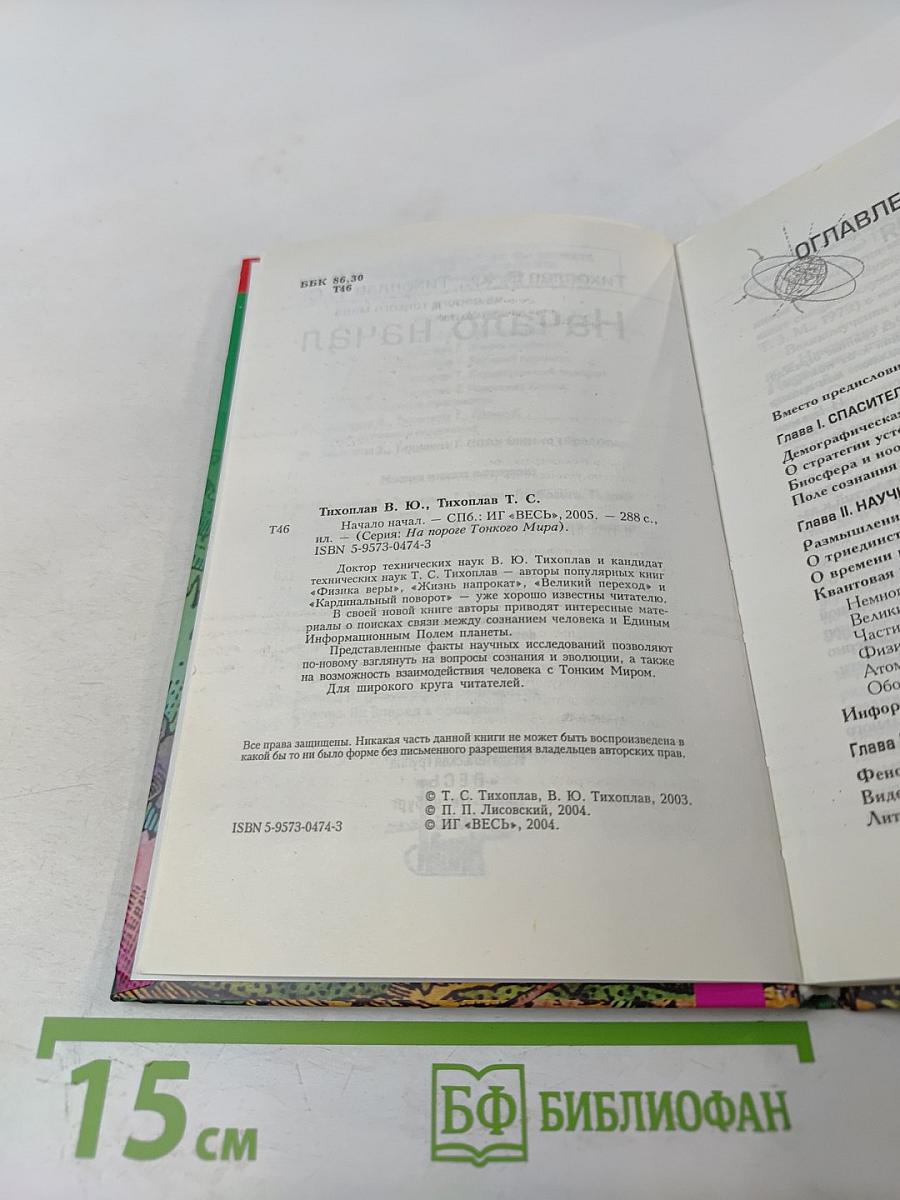 ББК 86,30
Т46
Начало начал
Тихоплав В. Ю., Тихоплав Т. С.
Т46
Начало начал. — СПб.: ИГ «ВЕСЬ», 2005. — 288 с.,
ил. — (Серия: На пороге Тонкого Мира).
ISBN 5-9573-0474-3
Доктор технических наук В. Ю. Тихоплав и кандидат
технических наук Т. С. Тихоплав — авторы популярных книг
«Физика веры», «Жизнь напрокат», «Великий переход» и
«Кардинальный поворот» — уже хорошо известны читателю.
В своей новой книге авторы приводят интересные мате-
риалы о поисках связи между сознанием человека и Единым
Информационным Полем планеты.
Представленные факты научных исследований позволяют
по-новому взглянуть на вопросы сознания и эволюции, а также
на возможность взаимодействия человека с Тонким Миром.
Для широкого круга читателей.
Все права защищены. Никакая часть данной книги не может быть воспроизведена в
какой бы то ни было форме без письменного разрешения владельцев авторских прав.
© Т. С. Тихоплав, В. Ю. Тихоплав, 2003.
© П. П. Лисовский, 2004.
ISBN 5-9573-0474-3
© ИГ «ВЕСЬ», 2004.
ОГЛАВЛЕ
Вместо предислови
Глава I. СПАСИТЕЛ
Демографическая
О стратегии усто
Биосфера и ноо
Поле сознания
Глава II. НАУЧН
Размышлени
О триединст
О времени
Квантовая
Немног
Велики
Части
Физи
Атом
Обо
Инфор
Глава
Фено
Виде
Лит
15 см
БФ БИБЛИОФАН